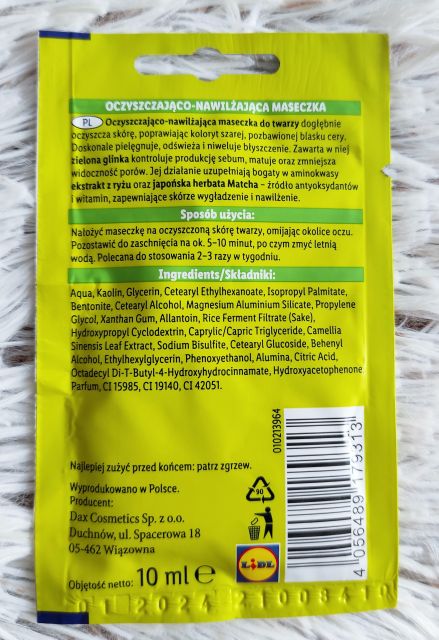 OCZYSZCZAJĄCO-NAWILŻAJĄCA MASECZKA
PL Oczyszczająco-nawilżająca maseczka do twarzy dogłębnie
oczyszcza skórę, poprawiając koloryt szarej, pozbawionej blasku cery.
Doskonale pielęgnuje, odświeża i niweluje błyszczenie. Zawarta w niej
zielona glinka kontroluje produkcję sebum, matuje oraz zmniejsza
widoczność porów. Jej działanie uzupełniają bogaty w aminokwasy
ekstrakt z ryżu oraz japońska herbata Matcha – źródło antyoksydantów
i witamin, zapewniające skórze wygładzenie i nawilżenie.
Sposób użycia:
Nałożyć maseczkę na oczyszczoną skórę twarzy, omijając okolice oczu.
Pozostawić do zaschnięcia na ok. 5–10 minut, po czym zmyć letnią
wodą. Polecana do stosowania 2–3 razy w tygodniu.
Ingredients/Składniki:
Aqua, Kaolin, Glycerin, Cetearyl Ethylhexanoate, Isopropyl Palmitate,
Bentonite, Cetearyl Alcohol, Magnesium Aluminium Silicate, Propylene
Glycol, Xanthan Gum, Allantoin, Rice Ferment Filtrate (Sake),
Hydroxypropyl Cyclodextrin, Caprylic/Capric Triglyceride, Camellia
Sinensis Leaf Extract, Sodium Bisulfite, Cetearyl Glucoside, Behenyl
Alcohol, Ethylhexylglycerin, Phenoxyethanol, Alumina, Citric Acid,
Octadecyl Di-T-Butyl-4-Hydroxyhydrocinnamate, Hydroxyacetophenone
Parfum, CI 15985, CI 19140, CI 42051.
010213964
4 056489 179313
Najlepiej zużyć przed końcem: patrz zgrzew.
Wyprodukowano w Polsce.
Producent:
Dax Cosmetics Sp. z o.o.
Duchnów, ul. Spacerowa 18
05-462 Wiązowna
90
LIDL
Objętość netto: 10 ml e
01 2024 2100841